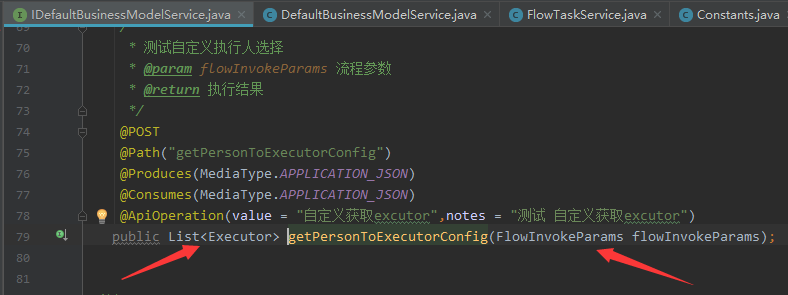 IDefaultBusinessModelService.java × DefaultBusinessModelService.java × FlowTaskService.java × Constants.java
69 /*
70 * 测试自定义执行人选择
71 * @param flowInvokeParams 流程参数
72 * @return 执行结果
73 */
74 @POST
75 @Path("getPersonToExecutorConfig")
76 @Produces(MediaType.APPLICATION_JSON)
77 @Consumes(MediaType.APPLICATION_JSON)
78 @ApiOperation(value = "自定义获取excutor",notes = "测试 自定义获取excutor")
79 public List<Executor> getPersonToExecutorConfig(FlowInvokeParams flowInvokeParams);
80
81